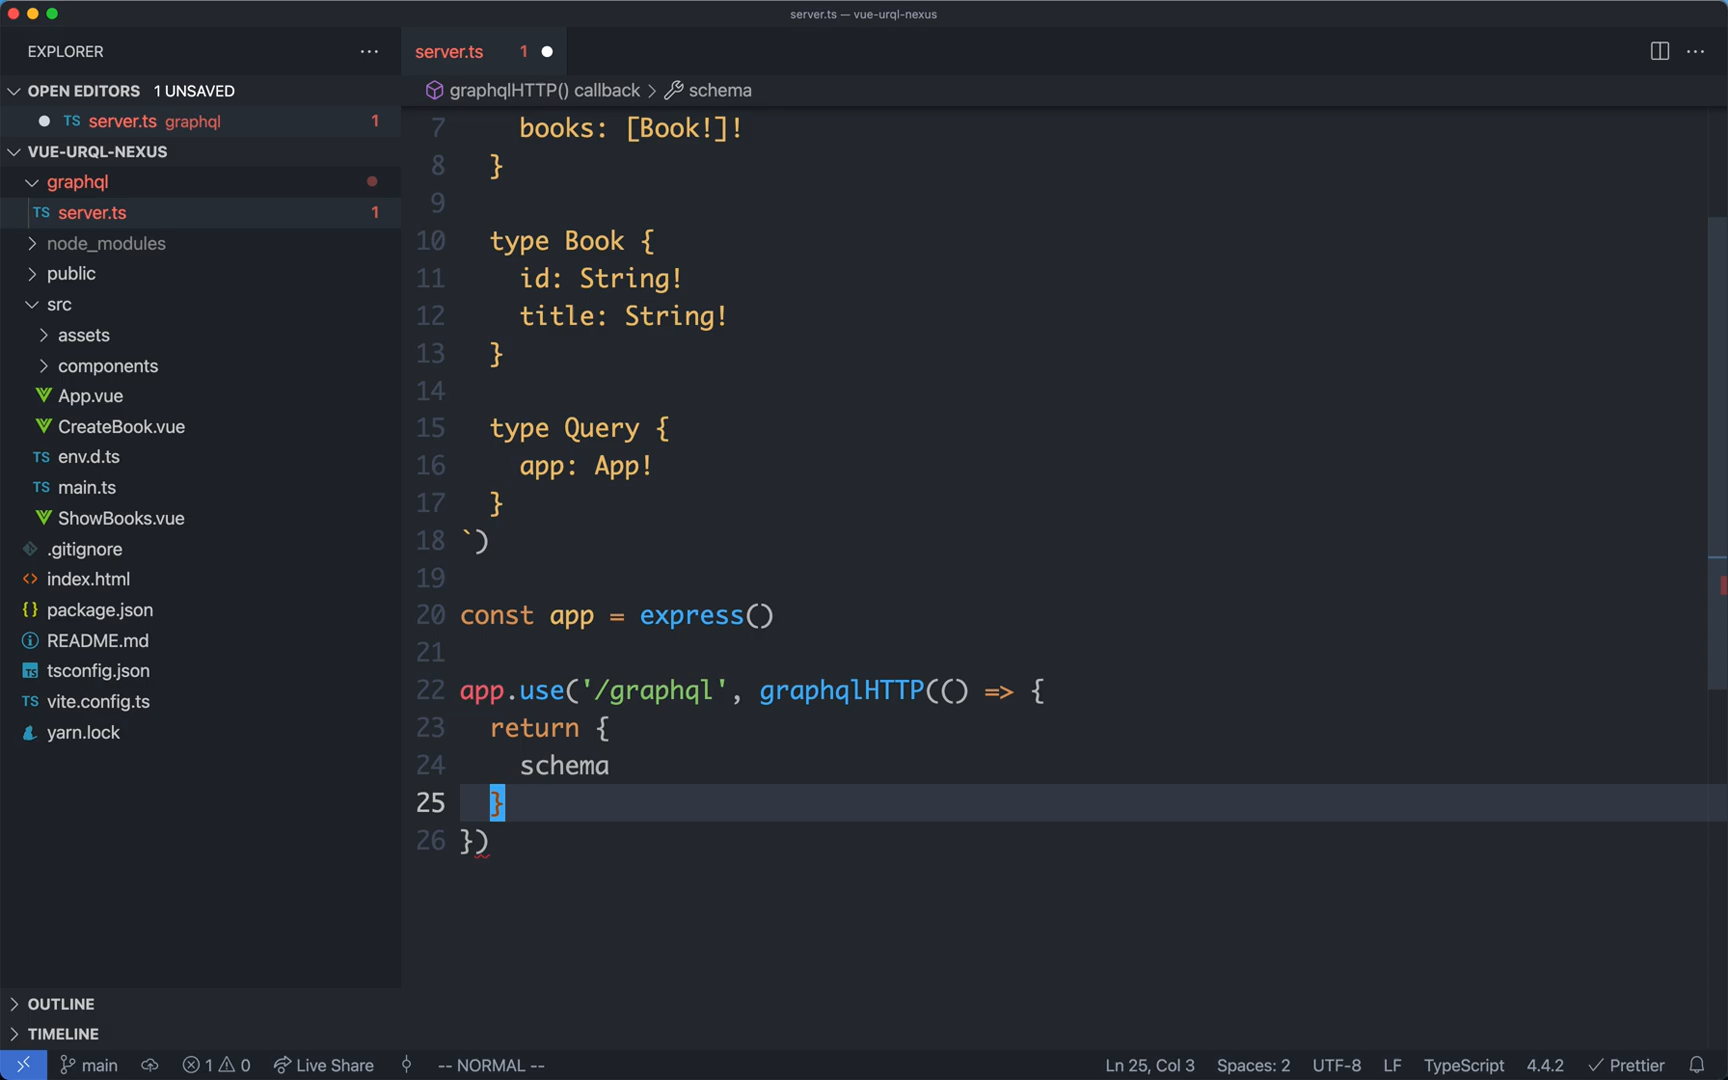 server.ts — vue-urql-nexus
EXPLORER
server.ts 1
OPEN EDITORS 1 UNSAVED
graphqlHTTP() callback > schema
TS server.ts graphql 1
VUE-URQL-NEXUS
graphql
TS server.ts 1
node_modules
public
src
assets
components
App.vue
CreateBook.vue
TS env.d.ts
TS main.ts
ShowBooks.vue
.gitignore
<> index.html
{} package.json
README.md
TS tsconfig.json
TS vite.config.ts
yarn.lock
OUTLINE
TIMELINE
7 books: [Book!]!
8 }
9
10 type Book {
11 id: String!
12 title: String!
13 }
14
15 type Query {
16 app: App!
17 }
18 `)
19
20 const app = express()
21
22 app.use('/graphql', graphqlHTTP(() => {
23 return {
24 schema
25 }
26 })
main 1 0 Live Share -- NORMAL -- Ln 25, Col 3 Spaces: 2 UTF-8 LF TypeScript 4.4.2 Prettier